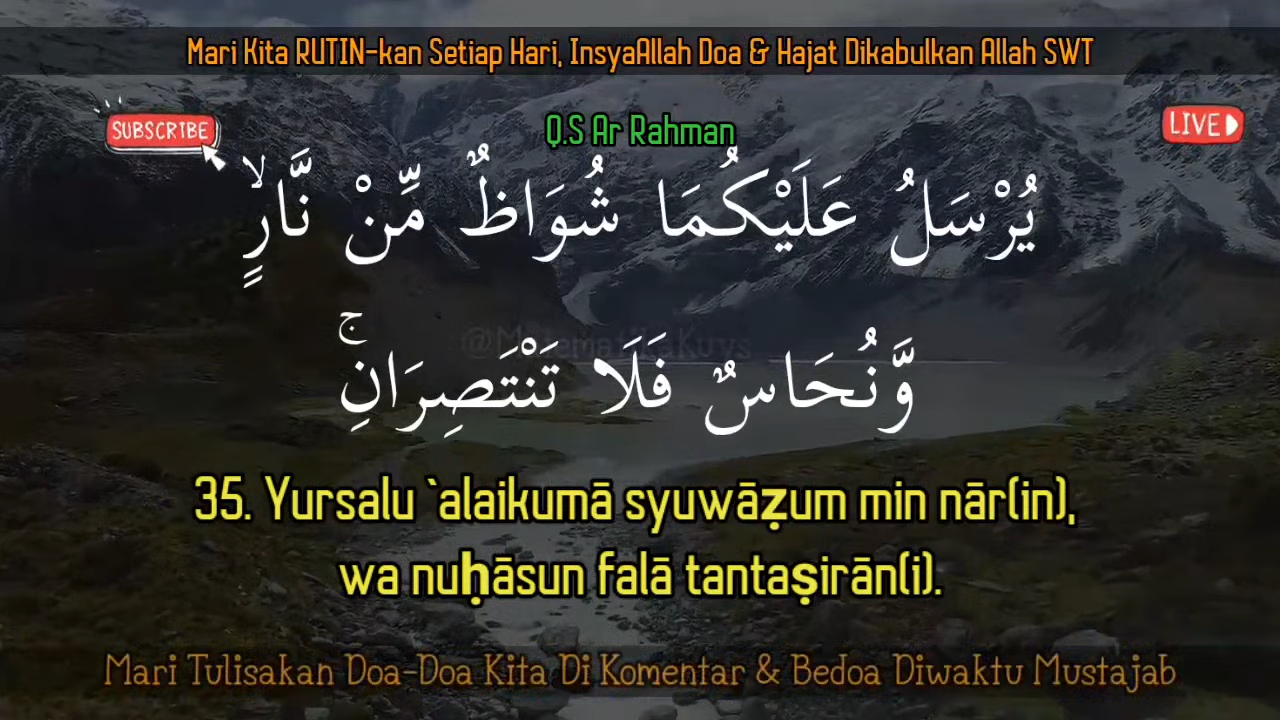 Mari Kita RUTIN-kan Setiap Hari, InsyaAllah Doa & Hajat Dikabulkan Allah SWT
SUBSCRIBE
LIVE
Q.S Ar Rahman
يُرْسَلُ عَلَيْكُمَا شُوَاظٌ مِّنْ نَّارٍۙ
وَّنُحَاسٌ فَلَا تَنْتَصِرَانِۚ
35. Yursalu `alaikumā syuwāẓum min nār(in),
wa nuḥāsun falā tantaṣirān(i).
Mari Tulisakan Doa-Doa Kita Di Komentar & Bedoa Diwaktu Mustajab